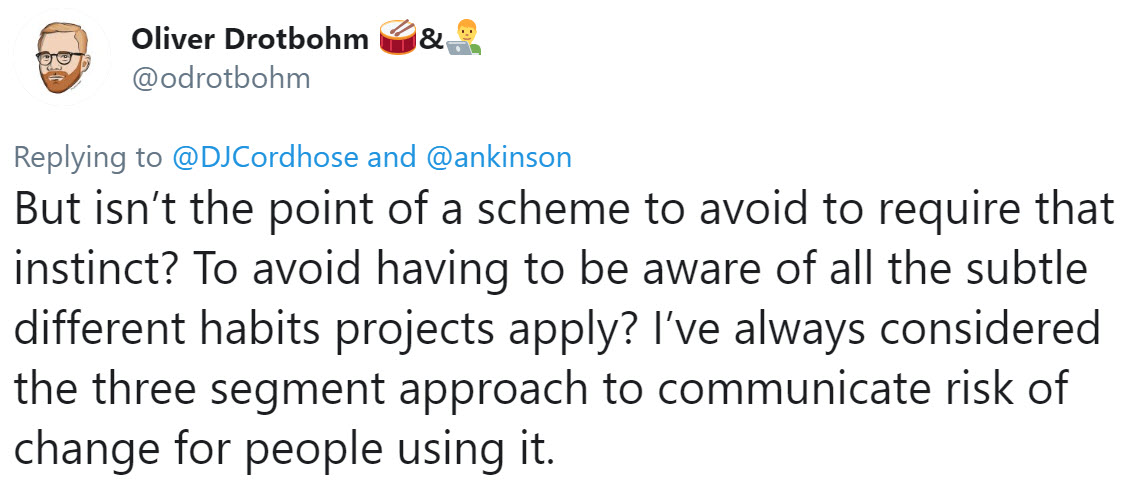 Oliver Drotbohm 🥁&👨‍💻
@odrotbohm
Replying to @DJCordhose and @ankinson
But isn’t the point of a scheme to avoid to require that
instinct? To avoid having to be aware of all the subtle
different habits projects apply? I’ve always considered
the three segment approach to communicate risk of
change for people using it.